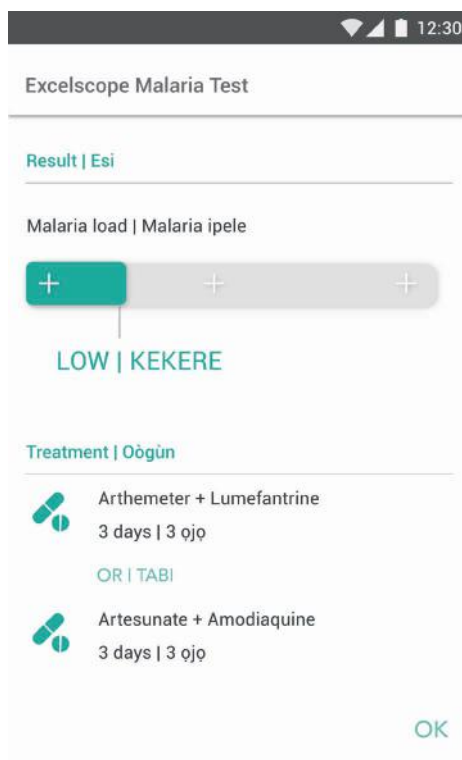 12:30
Excelscope Malaria Test
Result | Esi
Malaria load | Malaria ipele
+ + +
LOW | KEKERE
Treatment | Oògùn
Arthemeter + Lumefantrine
3 days | 3 ọjọ
OR | TABI
Artesunate + Amodiaquine
3 days | 3 ọjọ
OK